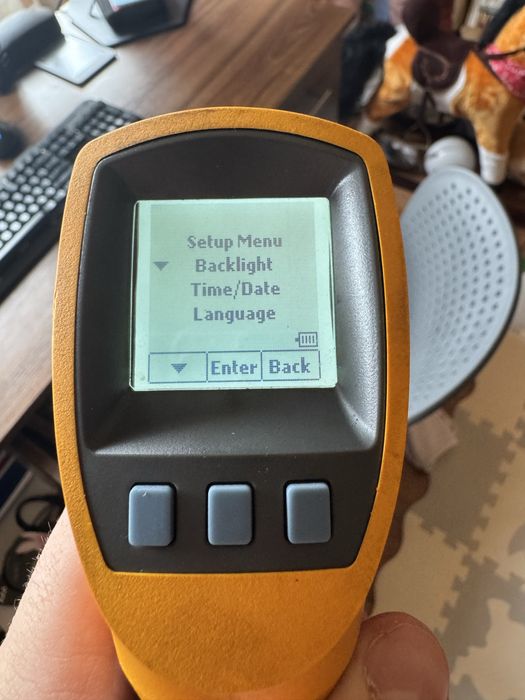 Setup Menu
Backlight
Time/Date
Language
Enter Back